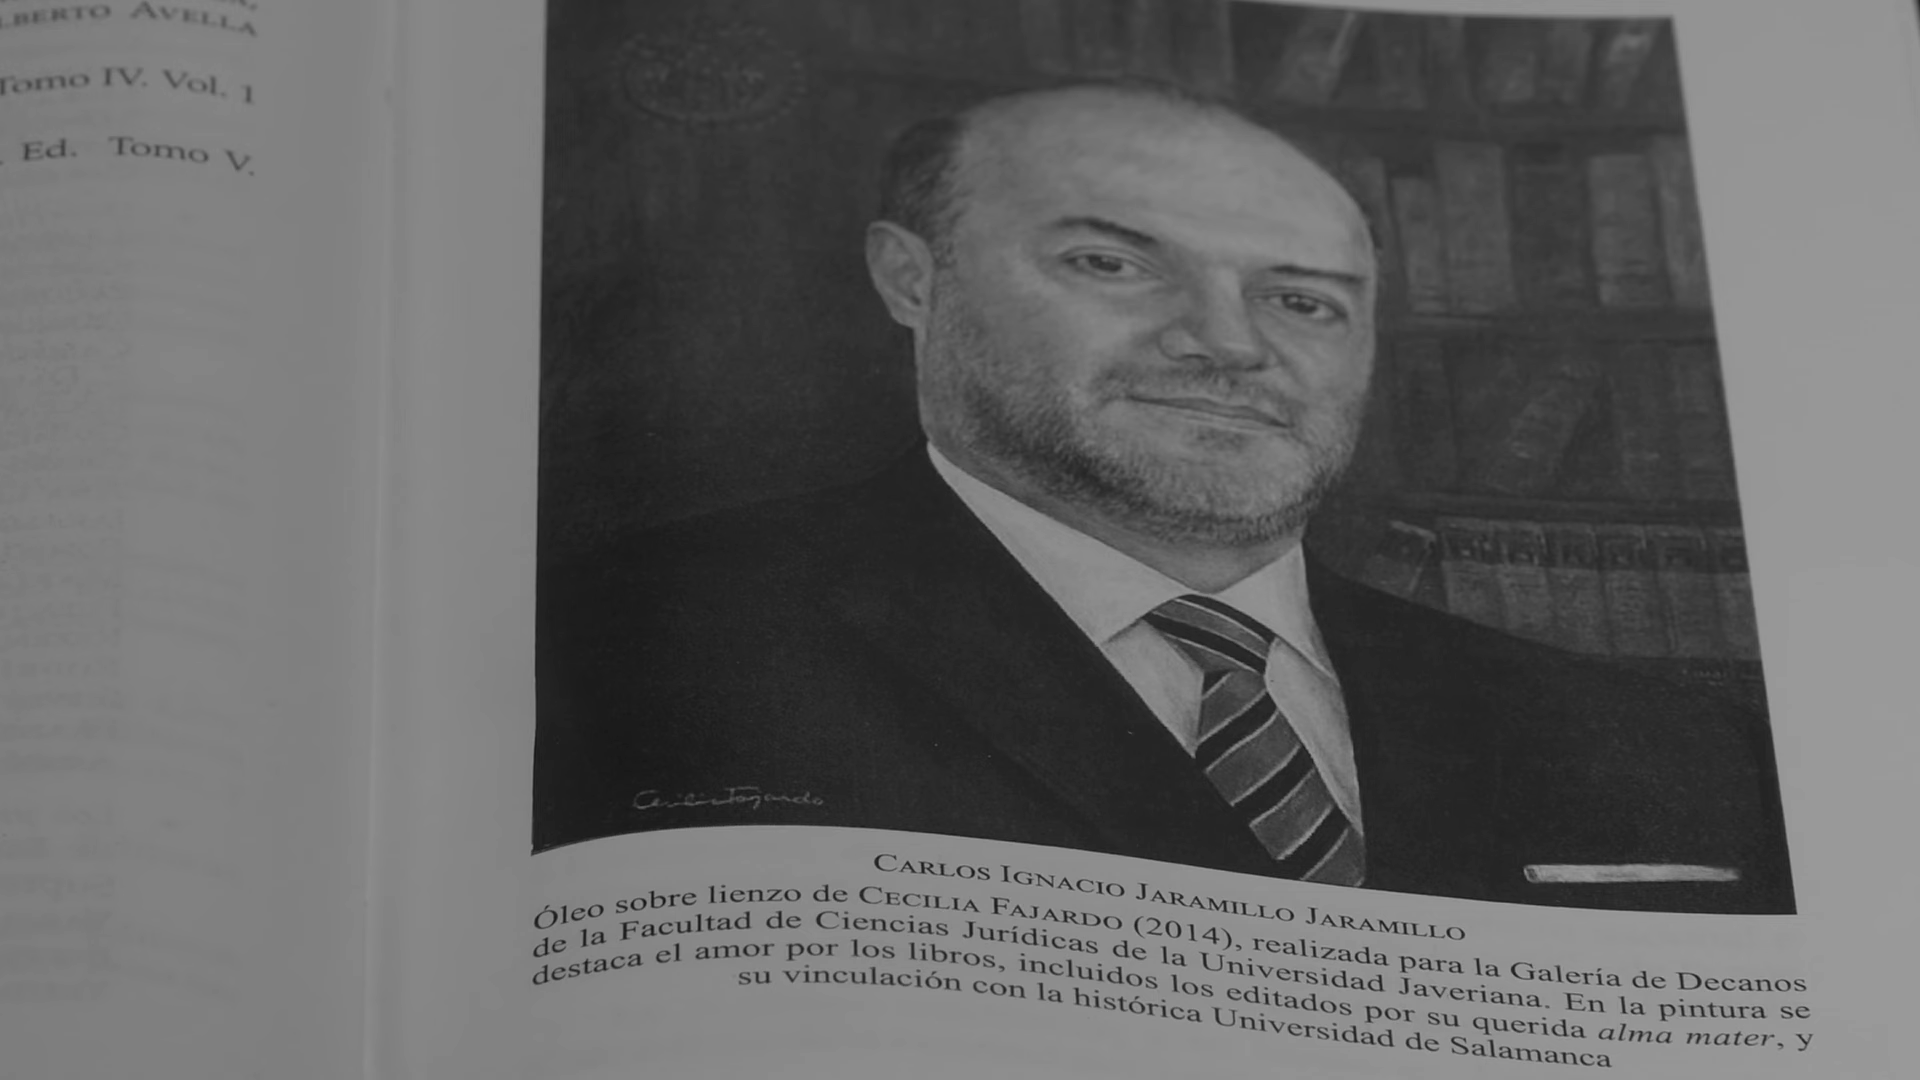 LBERTO AVELLA
Tomo IV. Vol. 1
Ed. Tomo V.
Cecilia Fajardo
CARLOS IGNACIO JARAMILLO JARAMILLO
Óleo sobre lienzo de CECILIA FAJARDO (2014), realizada para la Galería de Decanos
de la Facultad de Ciencias Jurídicas de la Universidad Javeriana. En la pintura se
destaca el amor por los libros, incluidos los editados por su querida alma mater, y
su vinculación con la histórica Universidad de Salamanca